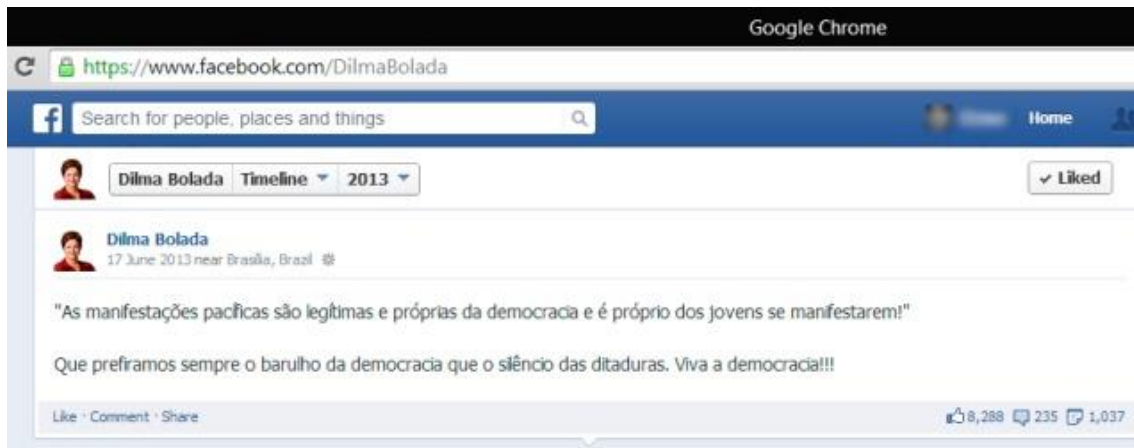 Google Chrome
https://www.facebook.com/DilmaBolada
f Search for people, places and things Home
Dilma Bolada Timeline 2013 Liked
Dilma Bolada
17 June 2013 near Brasília, Brazil
"As manifestações pacíficas são legítimas e próprias da democracia e é próprio dos jovens se manifestarem!"
Que prefiramos sempre o barulho da democracia que o silêncio das ditaduras. Viva a democracia!!!
Like · Comment · Share 8,288 235 1,037